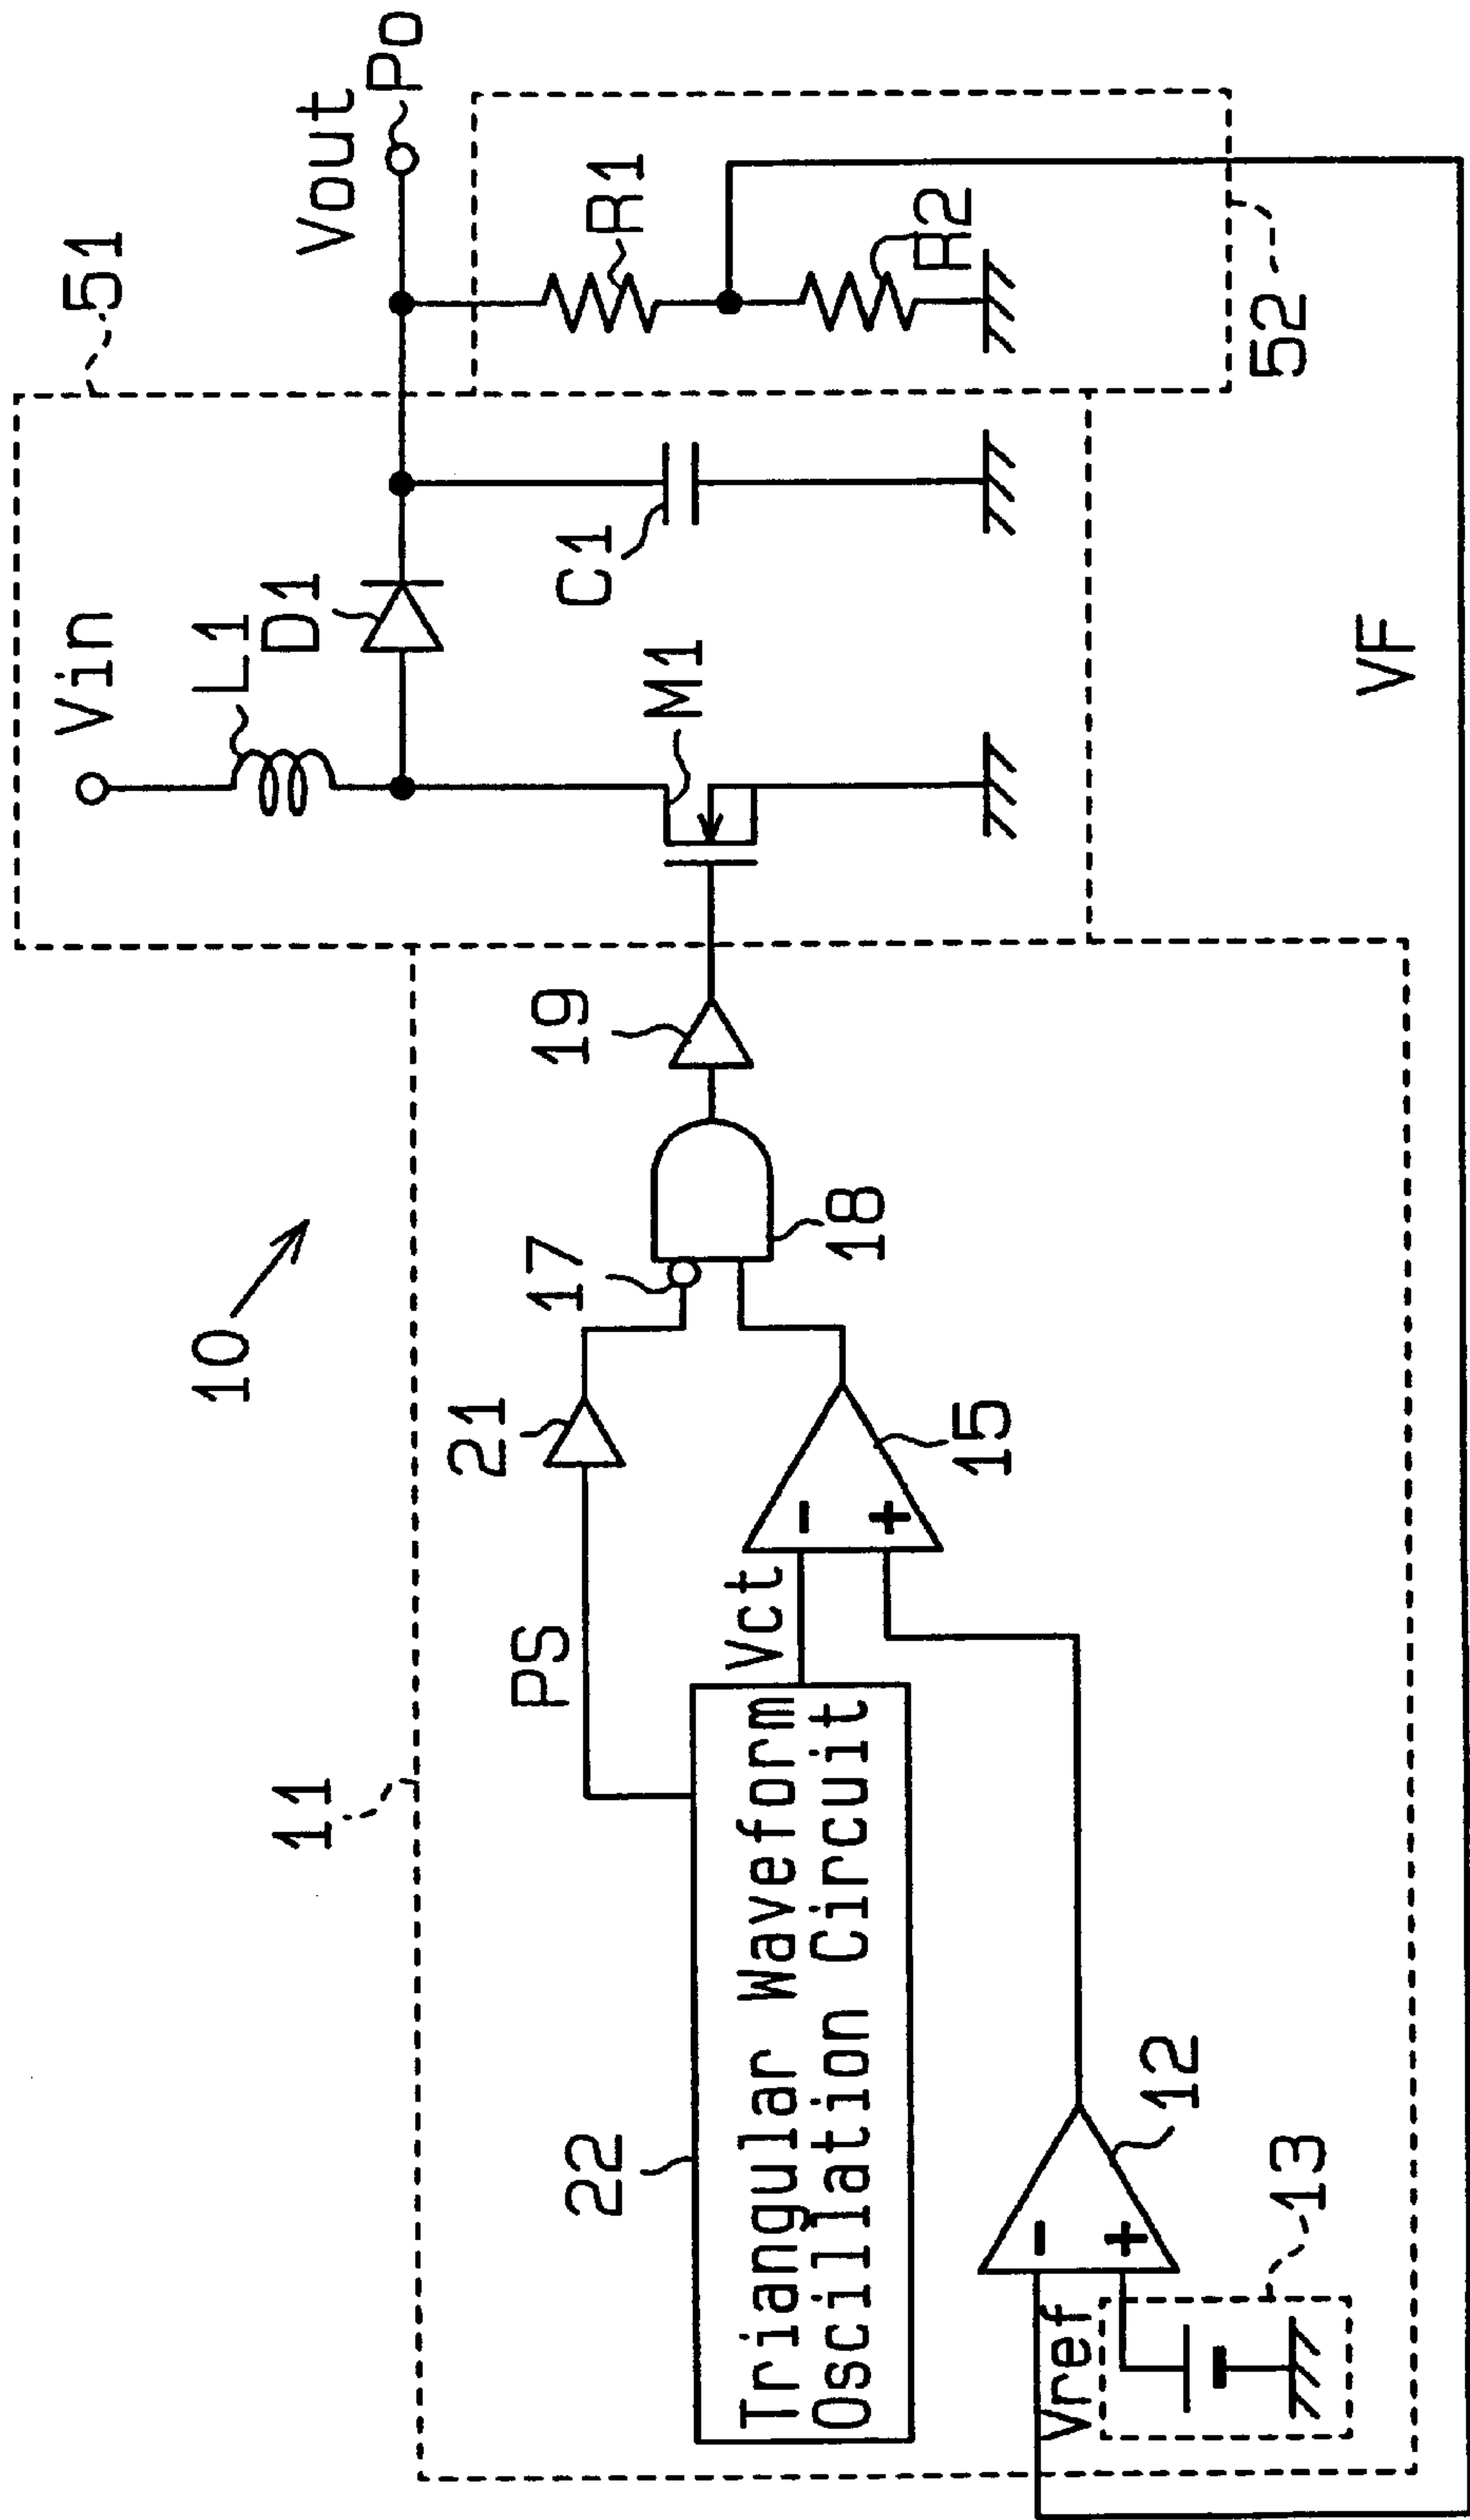 10
11
51
Vin
L1
D1
Vout
Po
R1
R2
C1
M1
52
19
17
18
21
PS
15
Vct
22
Triangular Waveform
Oscillation Circuit
12
Vref
13
VF
-
+
-
+